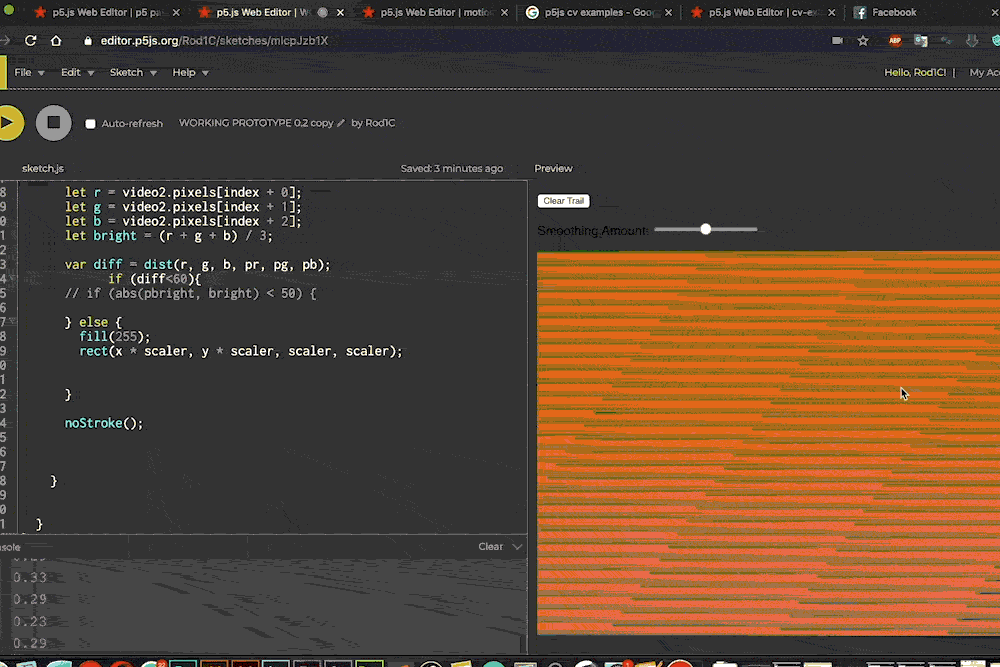 p5.js Web Editor | p5 pa
p5.js Web Editor | W
p5.js Web Editor | motio
p5js cv examples - Goog
p5.js Web Editor | cv-ex
Facebook
editor.p5js.org/Rod1C/sketches/micpJzb1X
ABP
File Edit Sketch Help
Hello, Rod1C! | My Acc
Auto-refresh WORKING PROTOTYPE 0.2 copy by Rod1C
sketch.js Saved: 3 minutes ago Preview
Clear Trail
Smoothing Amount:
8 let r = video2.pixels[index + 0];
9 let g = video2.pixels[index + 1];
0 let b = video2.pixels[index + 2];
1 let bright = (r + g + b) / 3;
2
3 var diff = dist(r, g, b, pr, pg, pb);
4 if (diff<60){
5 // if (abs(pbright, bright) < 50) {
6
7 } else {
8 fill(255);
9 rect(x * scaler, y * scaler, scaler, scaler);
0
1
2 }
3
4 noStroke();
5
6
7
8 }
9
0
1 }
nsole Clear
0.33
0.29
0.23
0.29